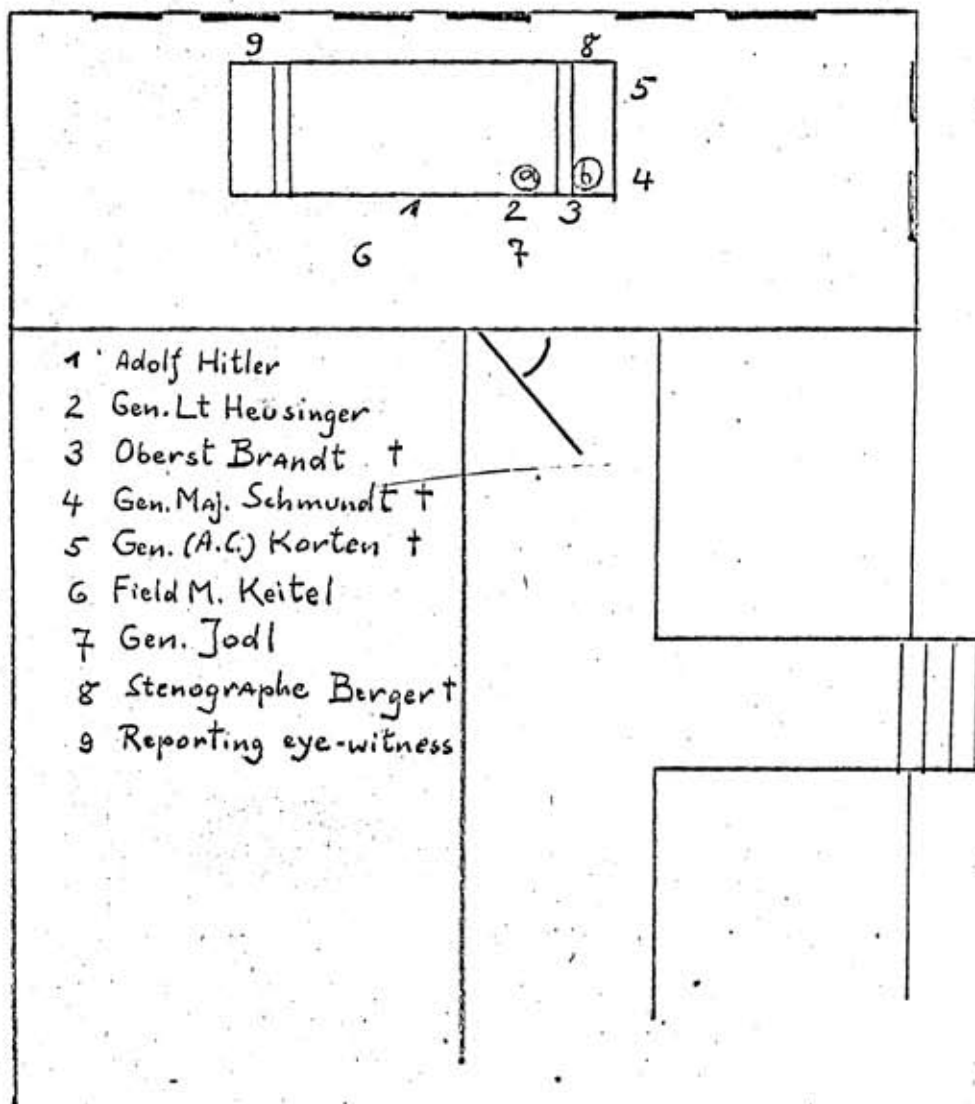 9 8
5
a b 4
1 2 3
6 7
1 Adolf Hitler
2 Gen. Lt Heusinger
3 Oberst Brandt †
4 Gen. Maj. Schmundt †
5 Gen. (A.C.) Korten †
6 Field M. Keitel
7 Gen. Jodl
8 Stenographe Berger †
9 Reporting eye-witness